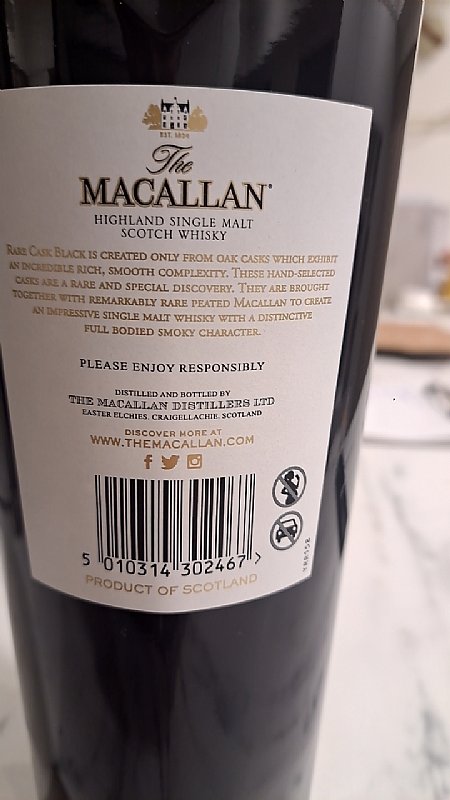 EST. 1824
The
MACALLAN®
HIGHLAND SINGLE MALT
SCOTCH WHISKY
RARE CASK BLACK IS CREATED ONLY FROM OAK CASKS WHICH EXHIBIT
AN INCREDIBLE RICH, SMOOTH COMPLEXITY. THESE HAND-SELECTED
CASKS ARE A RARE AND SPECIAL DISCOVERY. THEY ARE BROUGHT
TOGETHER WITH REMARKABLY RARE PEATED MACALLAN TO CREATE
AN IMPRESSIVE SINGLE MALT WHISKY WITH A DISTINCTIVE
FULL BODIED SMOKY CHARACTER.
PLEASE ENJOY RESPONSIBLY
DISTILLED AND BOTTLED BY
THE MACALLAN DISTILLERS LTD
EASTER ELCHIES, CRAIGELLACHIE, SCOTLAND
DISCOVER MORE AT
WWW.THEMACALLAN.COM
5 010314 302467 >
PRODUCT OF SCOTLAND